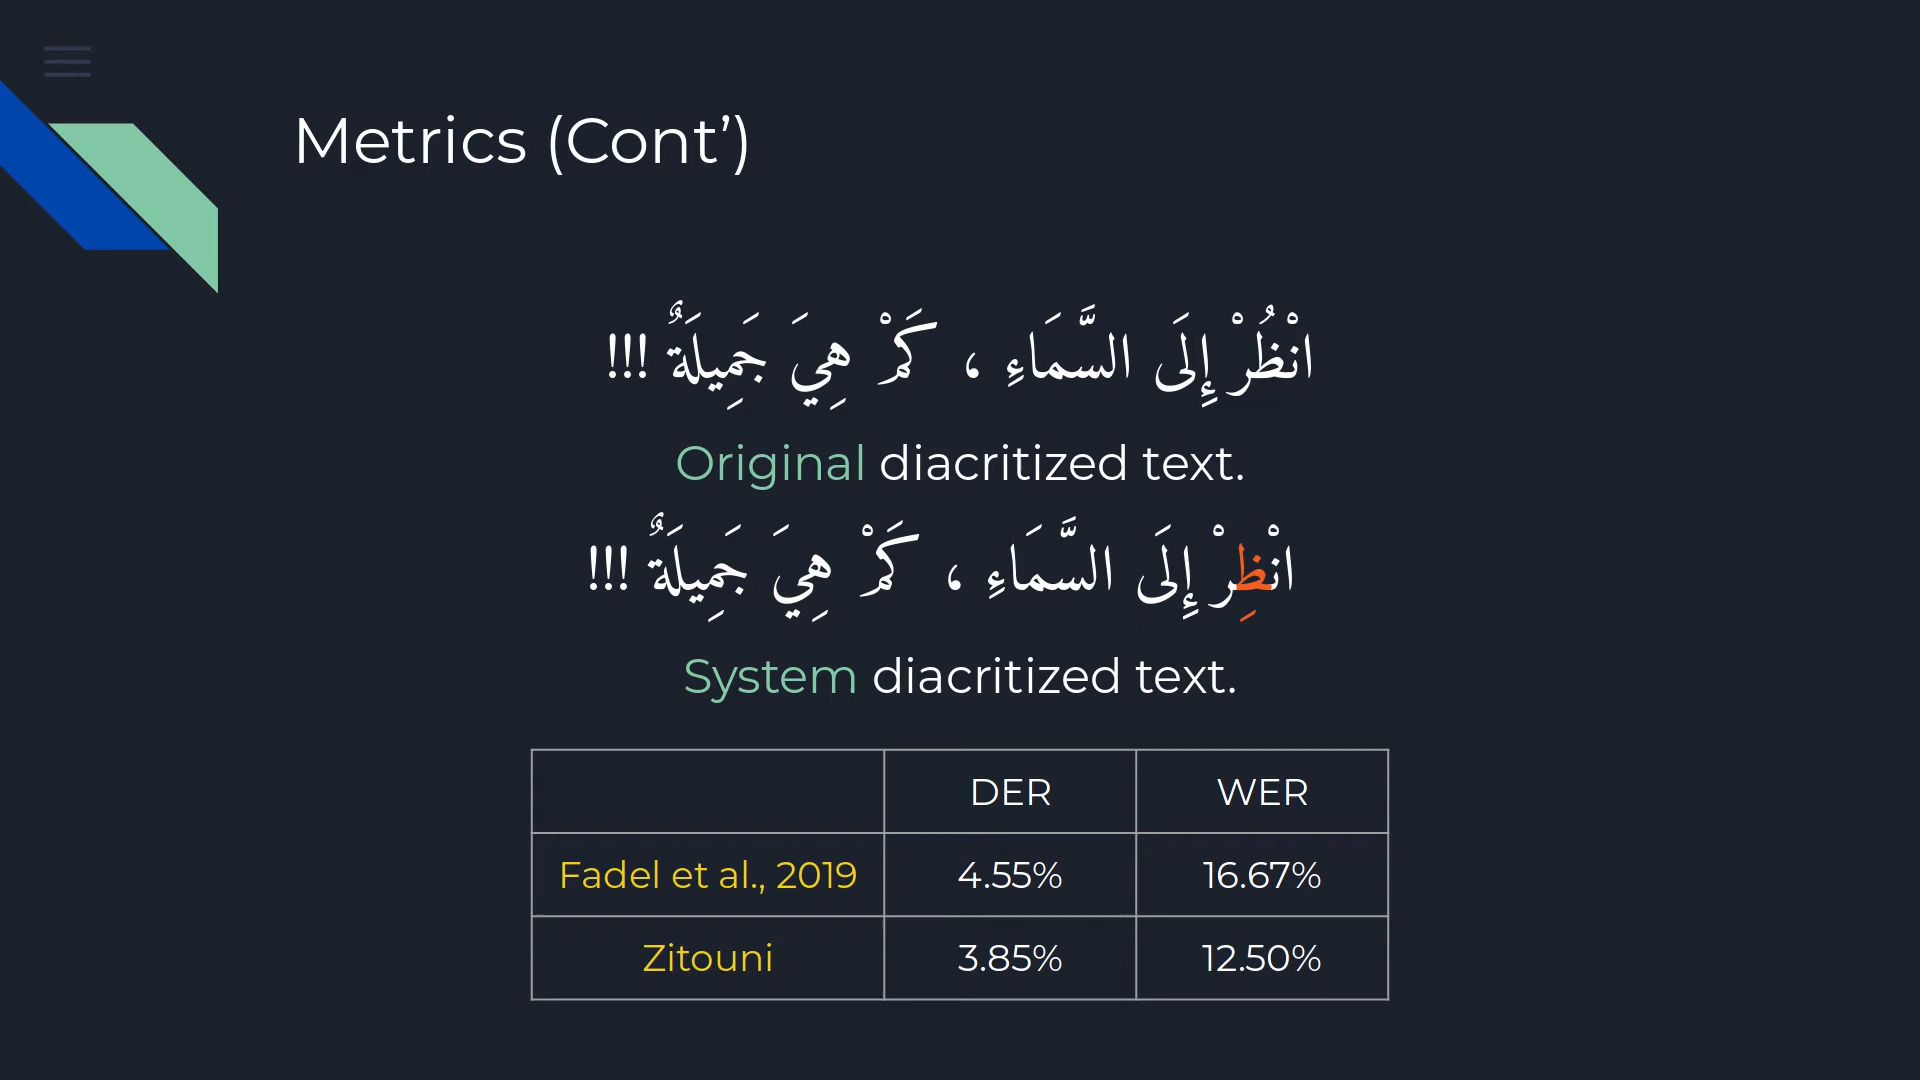 Metrics (Cont’)
انْظُرْ إِلَى السَّمَاءِ ، كَمْ هِيَ جَمِيلَةٌ !!!
Original diacritized text.
انْظِرْ إِلَى السَّمَاءِ ، كَمْ هِيَ جَمِيلَةٌ !!!
System diacritized text.
DER WER
Fadel et al., 2019 4.55% 16.67%
Zitouni 3.85% 12.50%